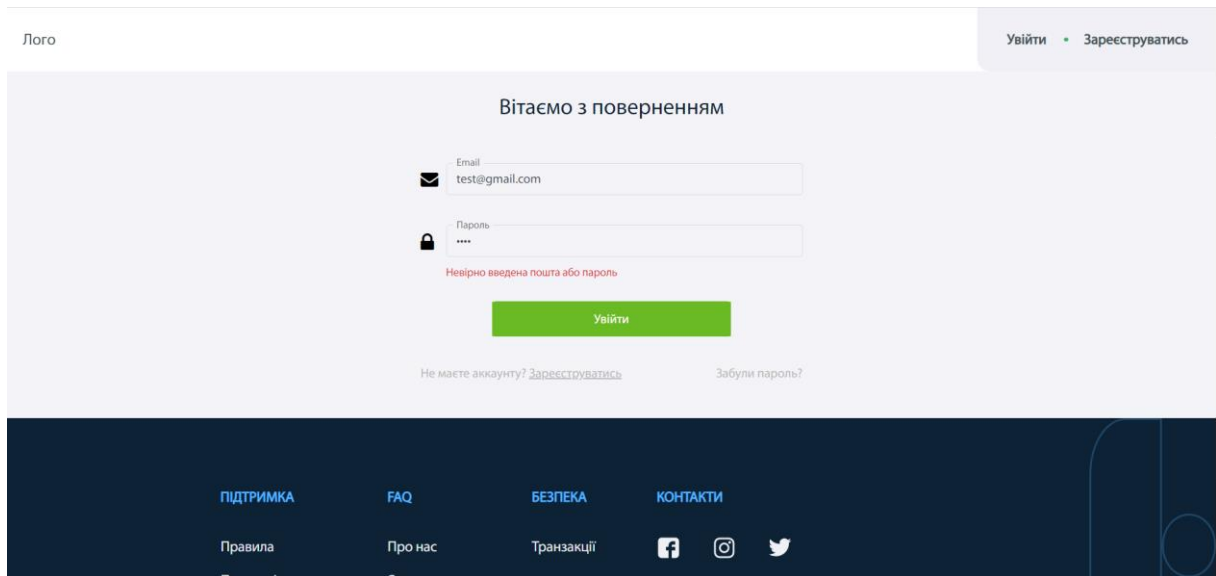 Лого
Увійти • Зареєструватись
Вітаємо з поверненням
Email
test@gmail.com
Пароль
••••
Невірно введена пошта або пароль
Увійти
Не маєте аккаунту? Зареєструватись
Забули пароль?
ПІДТРИМКА FAQ БЕЗПЕКА КОНТАКТИ
Правила Про нас Транзакції